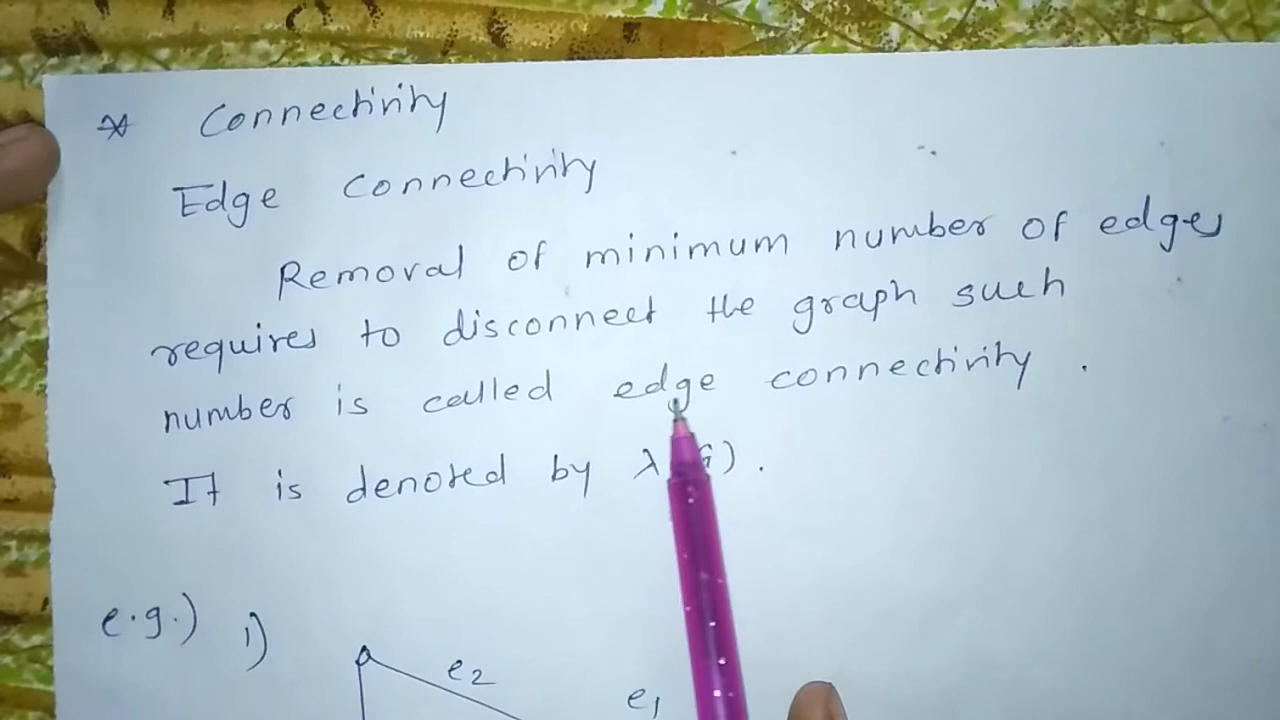 * Connectivity
Edge Connectivity
Removal of minimum number of edges
requires to disconnect the graph such
number is called edge connectivity.
It is denoted by λ(G).
e.g.) i)
e2
e1